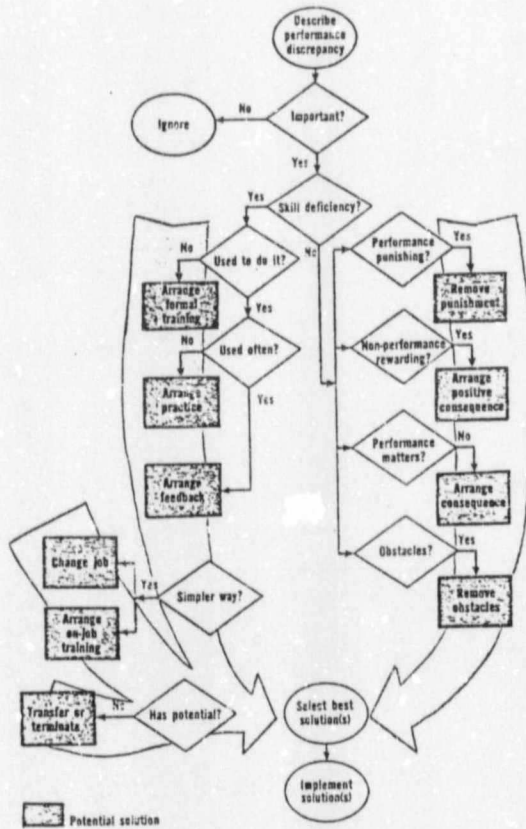 Describe
performance
discrepancy
No
Important?
Ignore
Yes
Yes
Skill deficiency?
No
Used to do it?
No
Performance
punishing?
Yes
Arrange
formal
training
Remove
punishment
Yes
No
Used often?
Non-performance
rewarding?
Yes
Arrange
practice
Yes
Arrange
positive
consequence
Performance
matters?
No
Arrange
feedback
Arrange
consequence
Obstacles?
Yes
Change job
Yes
Simpler way?
Remove
obstacles
Arrange
on-job
training
Transfer or
terminate
No
Has potential?
Select best
solution(s)
Implement
solution(s)
Potential solution